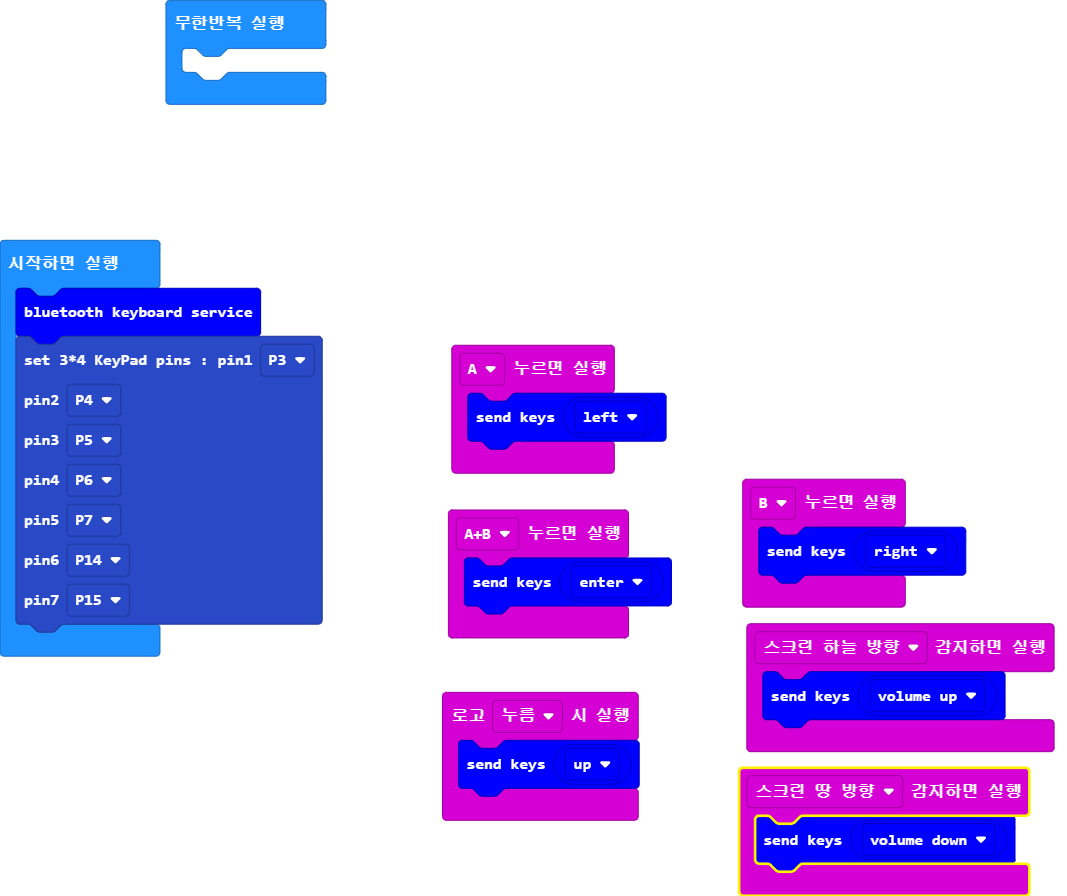 무한반복 실행
시작하면 실행
bluetooth keyboard service
set 3*4 KeyPad pins : pin1 P3
pin2 P4
pin3 P5
pin4 P6
pin5 P7
pin6 P14
pin7 P15
A 누르면 실행
send keys left
A+B 누르면 실행
send keys enter
로고 누름 시 실행
send keys up
B 누르면 실행
send keys right
스크린 하늘 방향 감지하면 실행
send keys volume up
스크린 땅 방향 감지하면 실행
send keys volume down